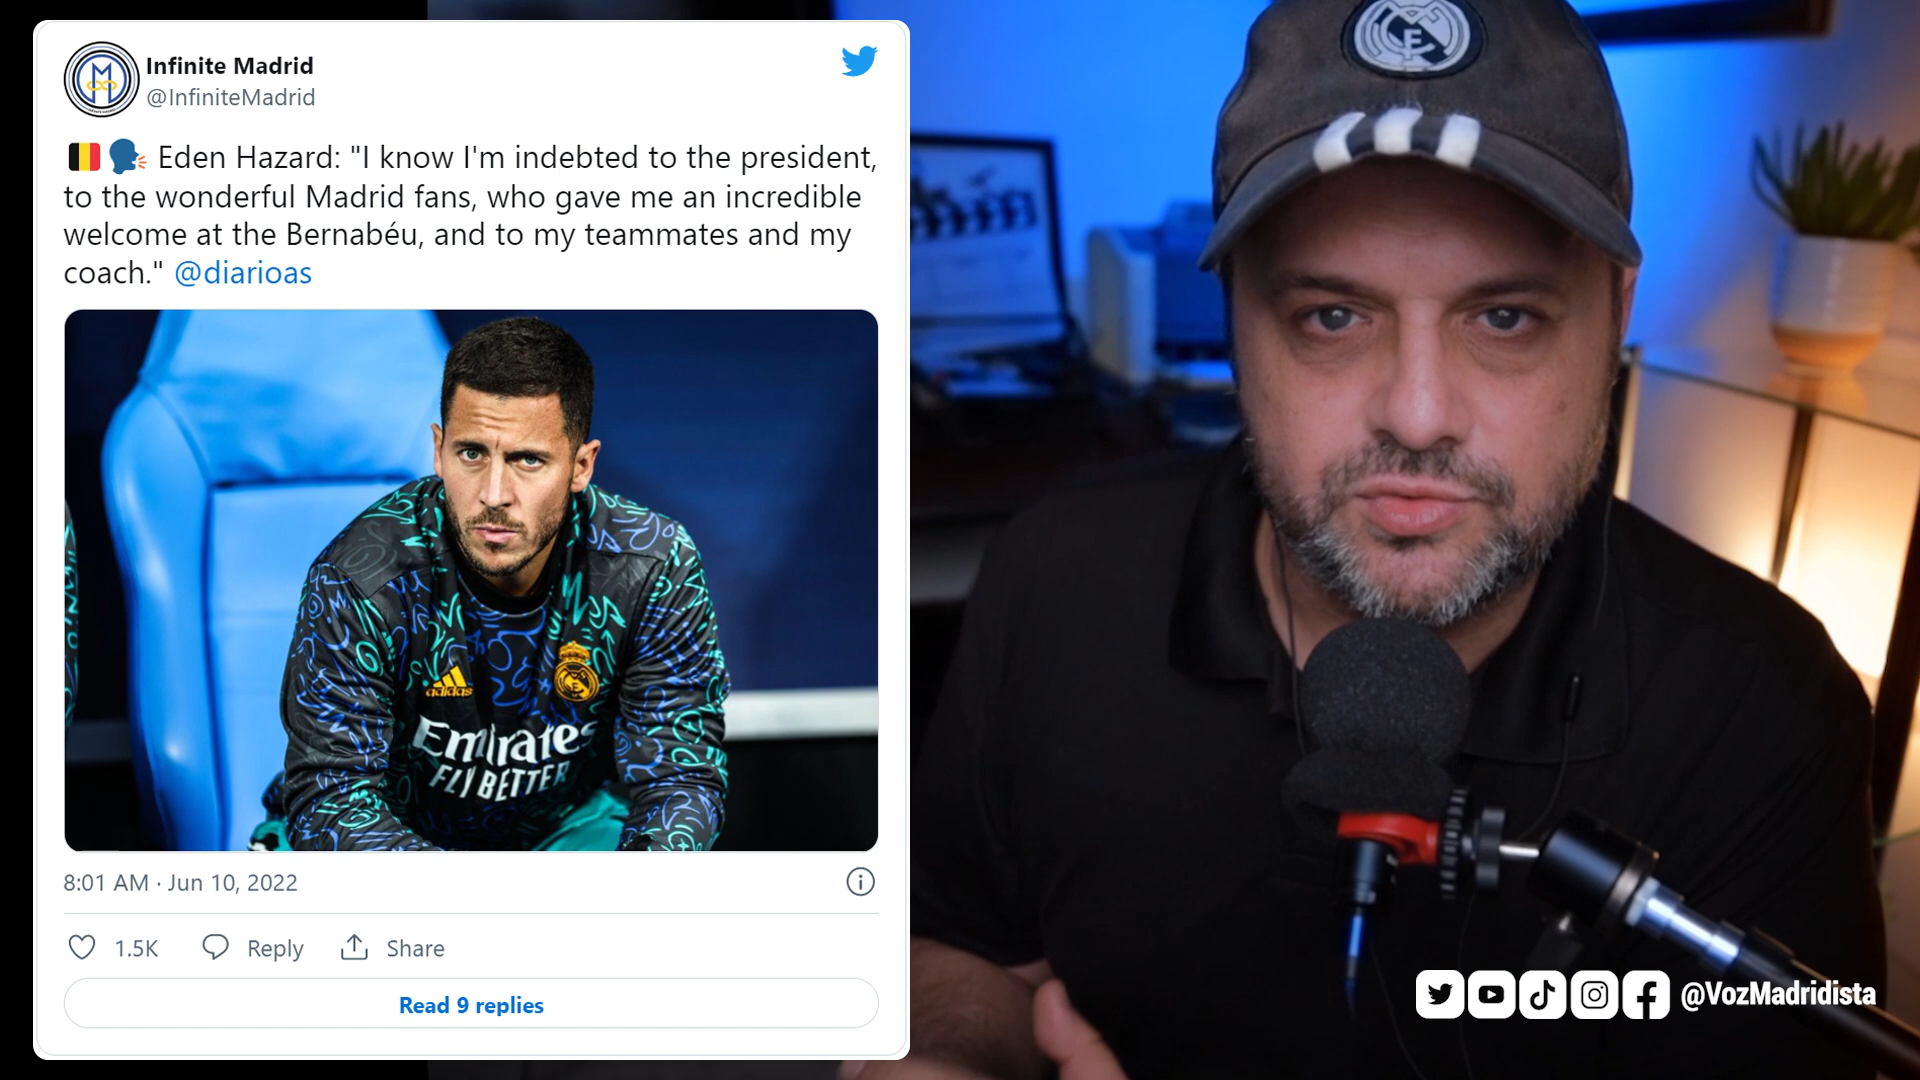 Infinite Madrid
@InfiniteMadrid
🇧🇪🗣️ Eden Hazard: "I know I'm indebted to the president,
to the wonderful Madrid fans, who gave me an incredible
welcome at the Bernabéu, and to my teammates and my
coach." @diarioas
adidas
Emirates
FLY BETTER
8:01 AM · Jun 10, 2022
1.5K Reply Share
Read 9 replies
@VozMadridista